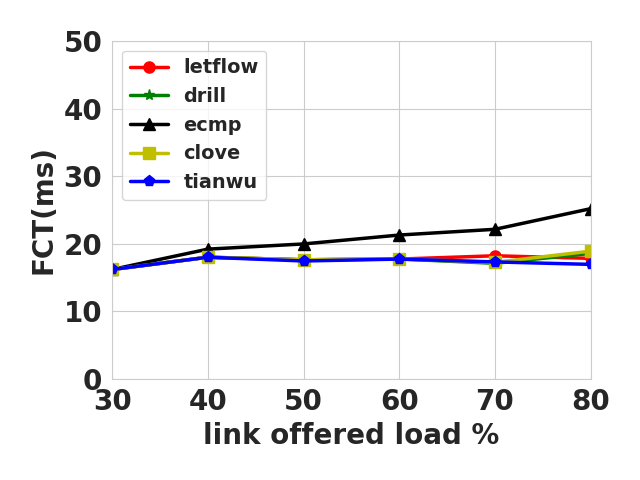 50
40
30
20
10
0
FCT(ms)
letflow
drill
ecmp
clove
tianwu
30 40 50 60 70 80
link offered load %